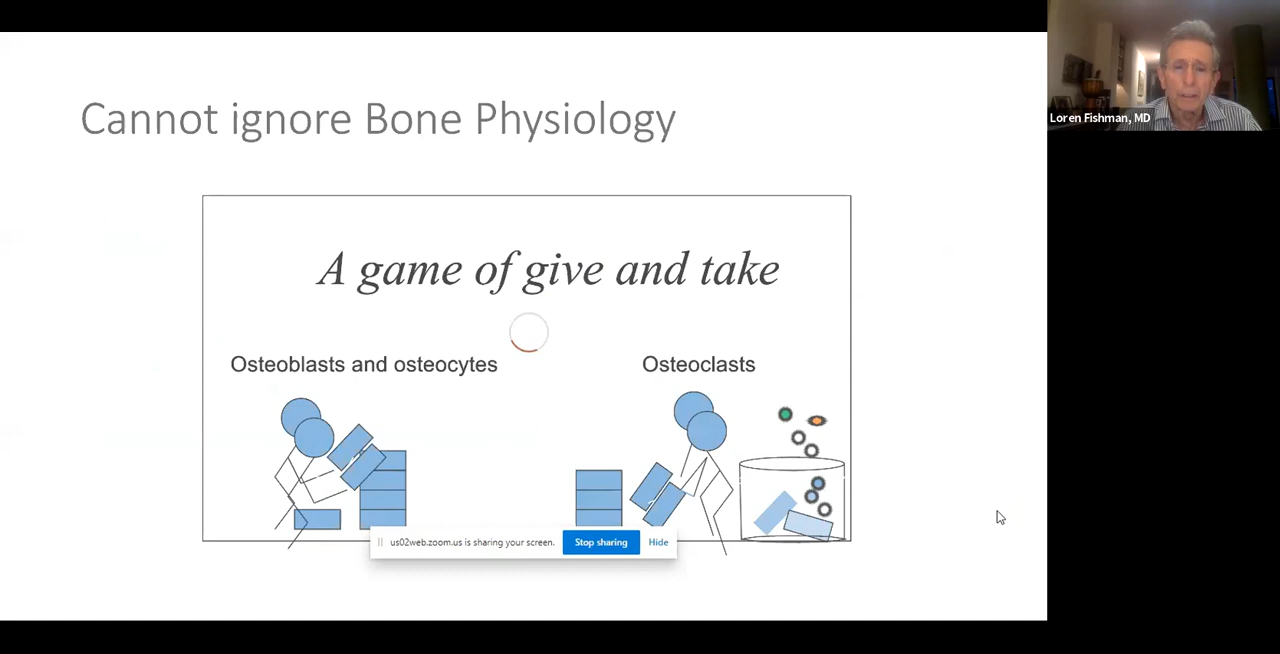 Cannot ignore Bone Physiology
A game of give and take
Osteoblasts and osteocytes
Osteoclasts
us02web.zoom.us is sharing your screen.
Stop sharing
Hide
Loren Fishman, MD